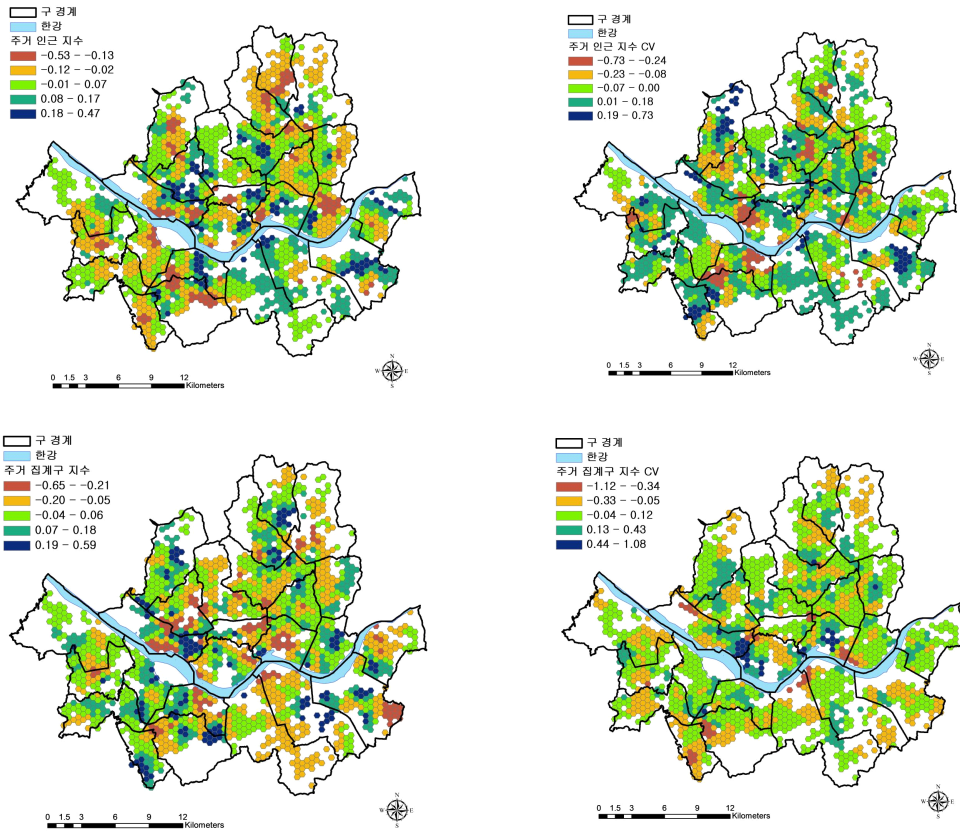 구 경계
한강
주거 인근 지수
-0.53 - -0.13
-0.12 - -0.02
-0.01 - 0.07
0.08 - 0.17
0.18 - 0.47
N
W E
S
0 1.5 3 6 9 12
Kilometers
구 경계
한강
주거 인근 지수 CV
-0.73 - -0.24
-0.23 - -0.08
-0.07 - 0.00
0.01 - 0.18
0.19 - 0.73
N
W E
S
0 1.5 3 6 9 12
Kilometers
구 경계
한강
주거 집계구 지수
-0.65 - -0.21
-0.20 - -0.05
-0.04 - 0.06
0.07 - 0.18
0.19 - 0.59
N
W E
S
0 1.5 3 6 9 12
Kilometers
구 경계
한강
주거 집계구 지수 CV
-1.12 - -0.34
-0.33 - -0.05
-0.04 - 0.12
0.13 - 0.43
0.44 - 1.08
N
W E
S
0 1.5 3 6 9 12
Kilometers